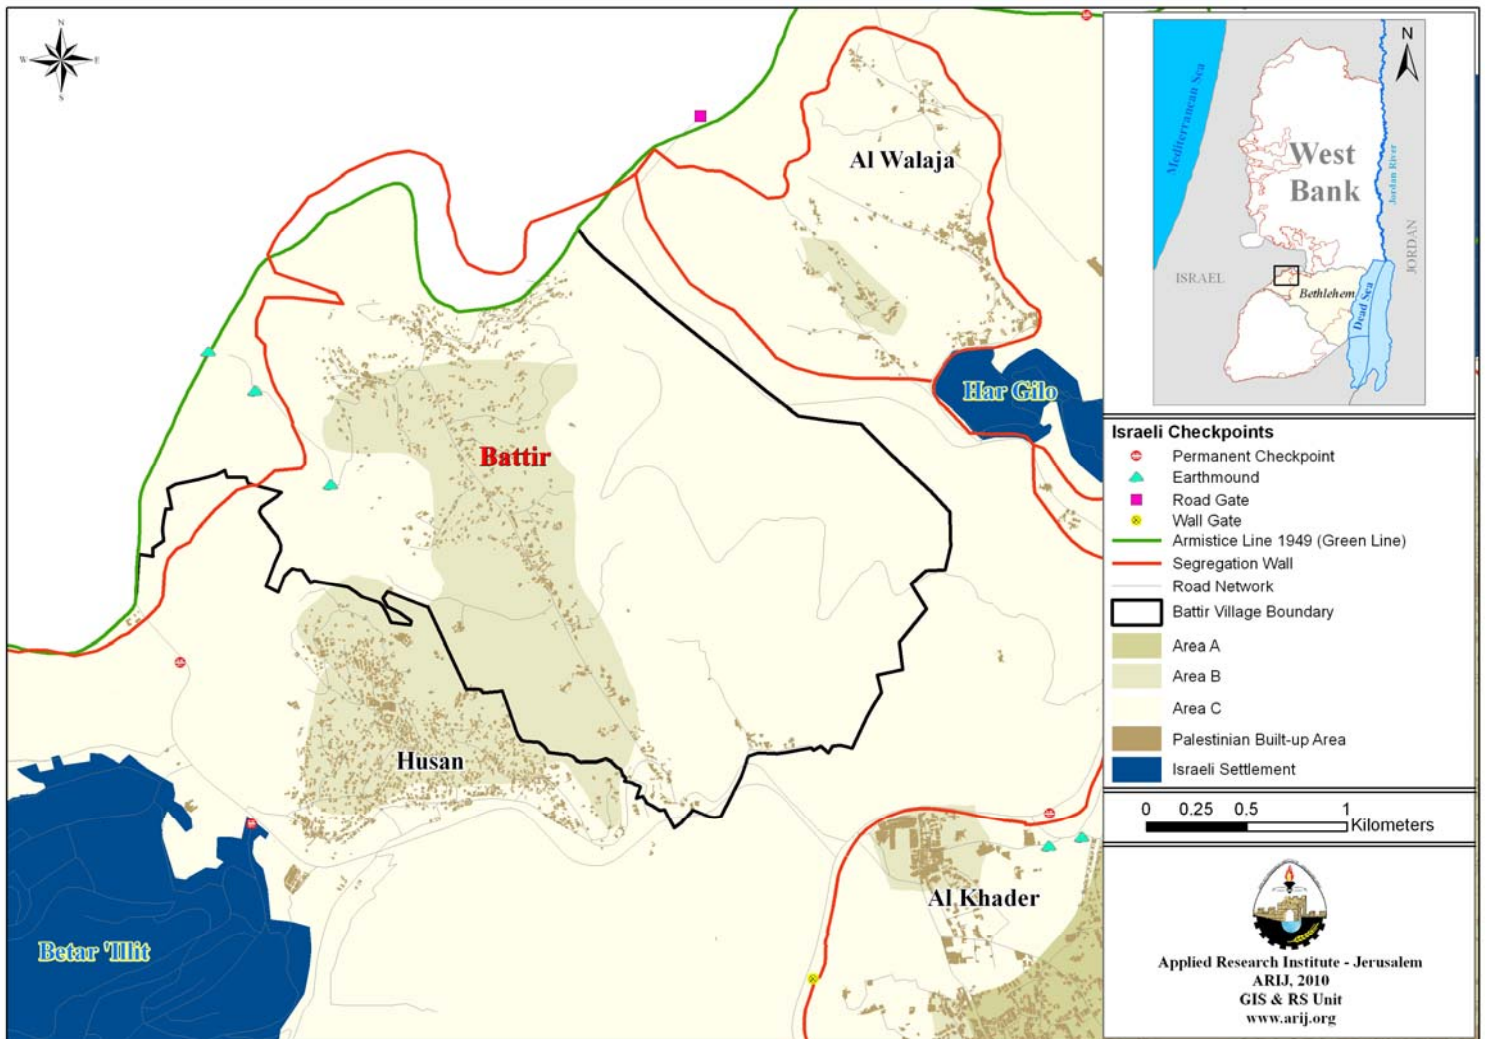 N
W
E
S
Al Walaja
Battir
Har Gilo
Husan
Al Khader
Betar 'Illit
N
Mediterranean Sea
West
Bank
Jordan River
JORDAN
ISRAEL
Bethlehem
Dead Sea
Israeli Checkpoints
Permanent Checkpoint
Earthmound
Road Gate
Wall Gate
Armistice Line 1949 (Green Line)
Segregation Wall
Road Network
Battir Village Boundary
Area A
Area B
Area C
Palestinian Built-up Area
Israeli Settlement
0 0.25 0.5 1
Kilometers
Applied Research Institute - Jerusalem
ARIJ, 2010
GIS & RS Unit
www.arij.org